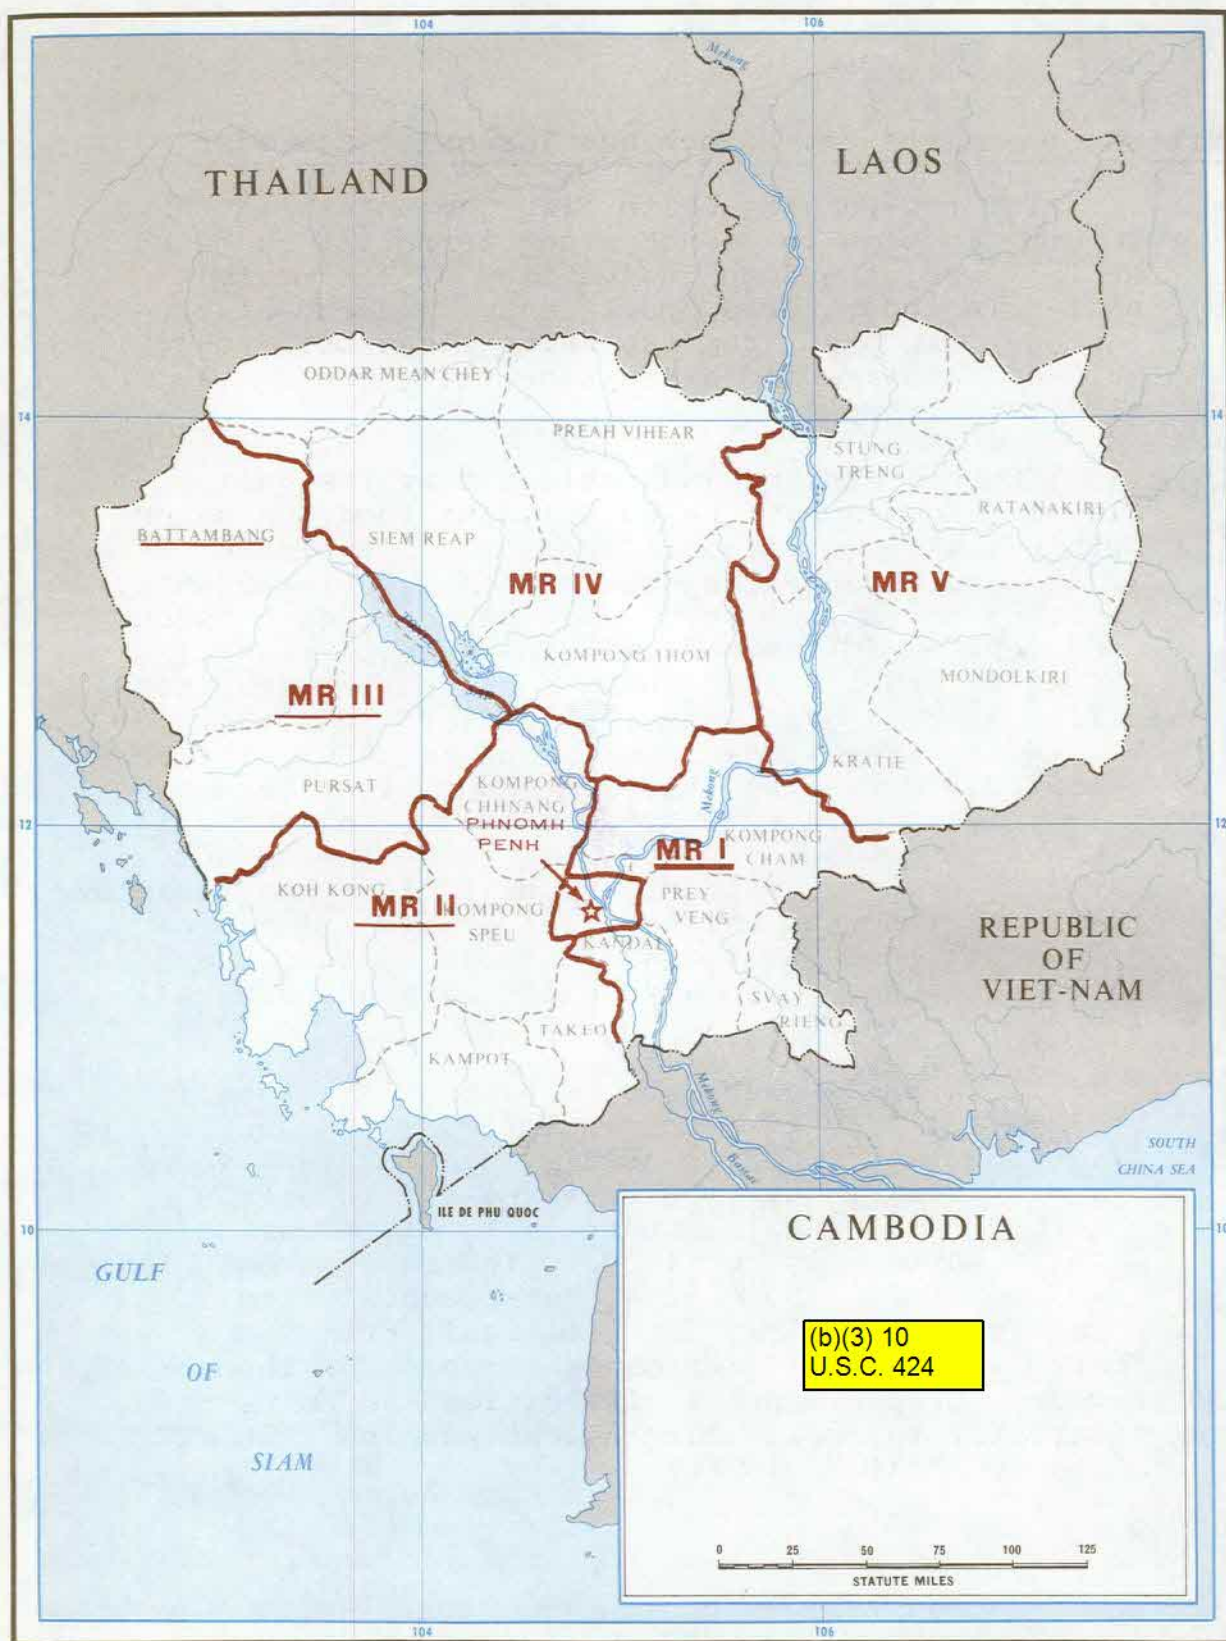 104
106
Mekong
THAILAND
LAOS
ODDAR MEAN CHEY
14
14
PREAH VIHEAR
STUNG
TRENG
RATANAKIRI
BATTAMBANG
SIEM REAP
MR IV
MR V
KOMPONG THOM
MONDOLKIRI
MR III
PURSAT
KOMPONG
CHHNANG
KRATIE
Mekong
12
12
PHNOMH
PENH
KOMPONG
CHAM
MR I
KOH KONG
MR II
KOMPONG
SPEU
PREY
VENG
KANDAL
REPUBLIC
OF
VIET-NAM
SVAY
RIENG
TAKEO
KAMPOT
Mekong
Bassac
SOUTH
CHINA SEA
ILE DE PHU QUOC
10
10
GULF
OF
SIAM
CAMBODIA
(b)(3) 10
U.S.C. 424
0 25 50 75 100 125
STATUTE MILES
104
106